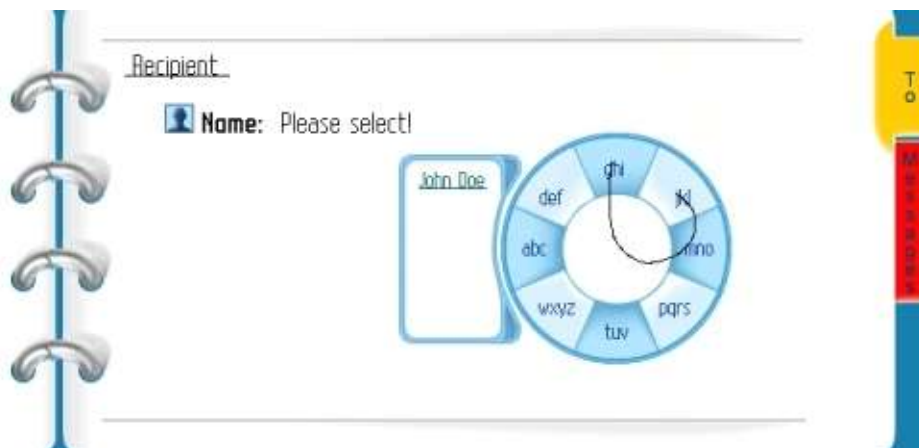 Recipient
Name: Please select!
John Doe
ghi
jkl
mno
pqrs
tuv
wxyz
abc
def
To
Messages